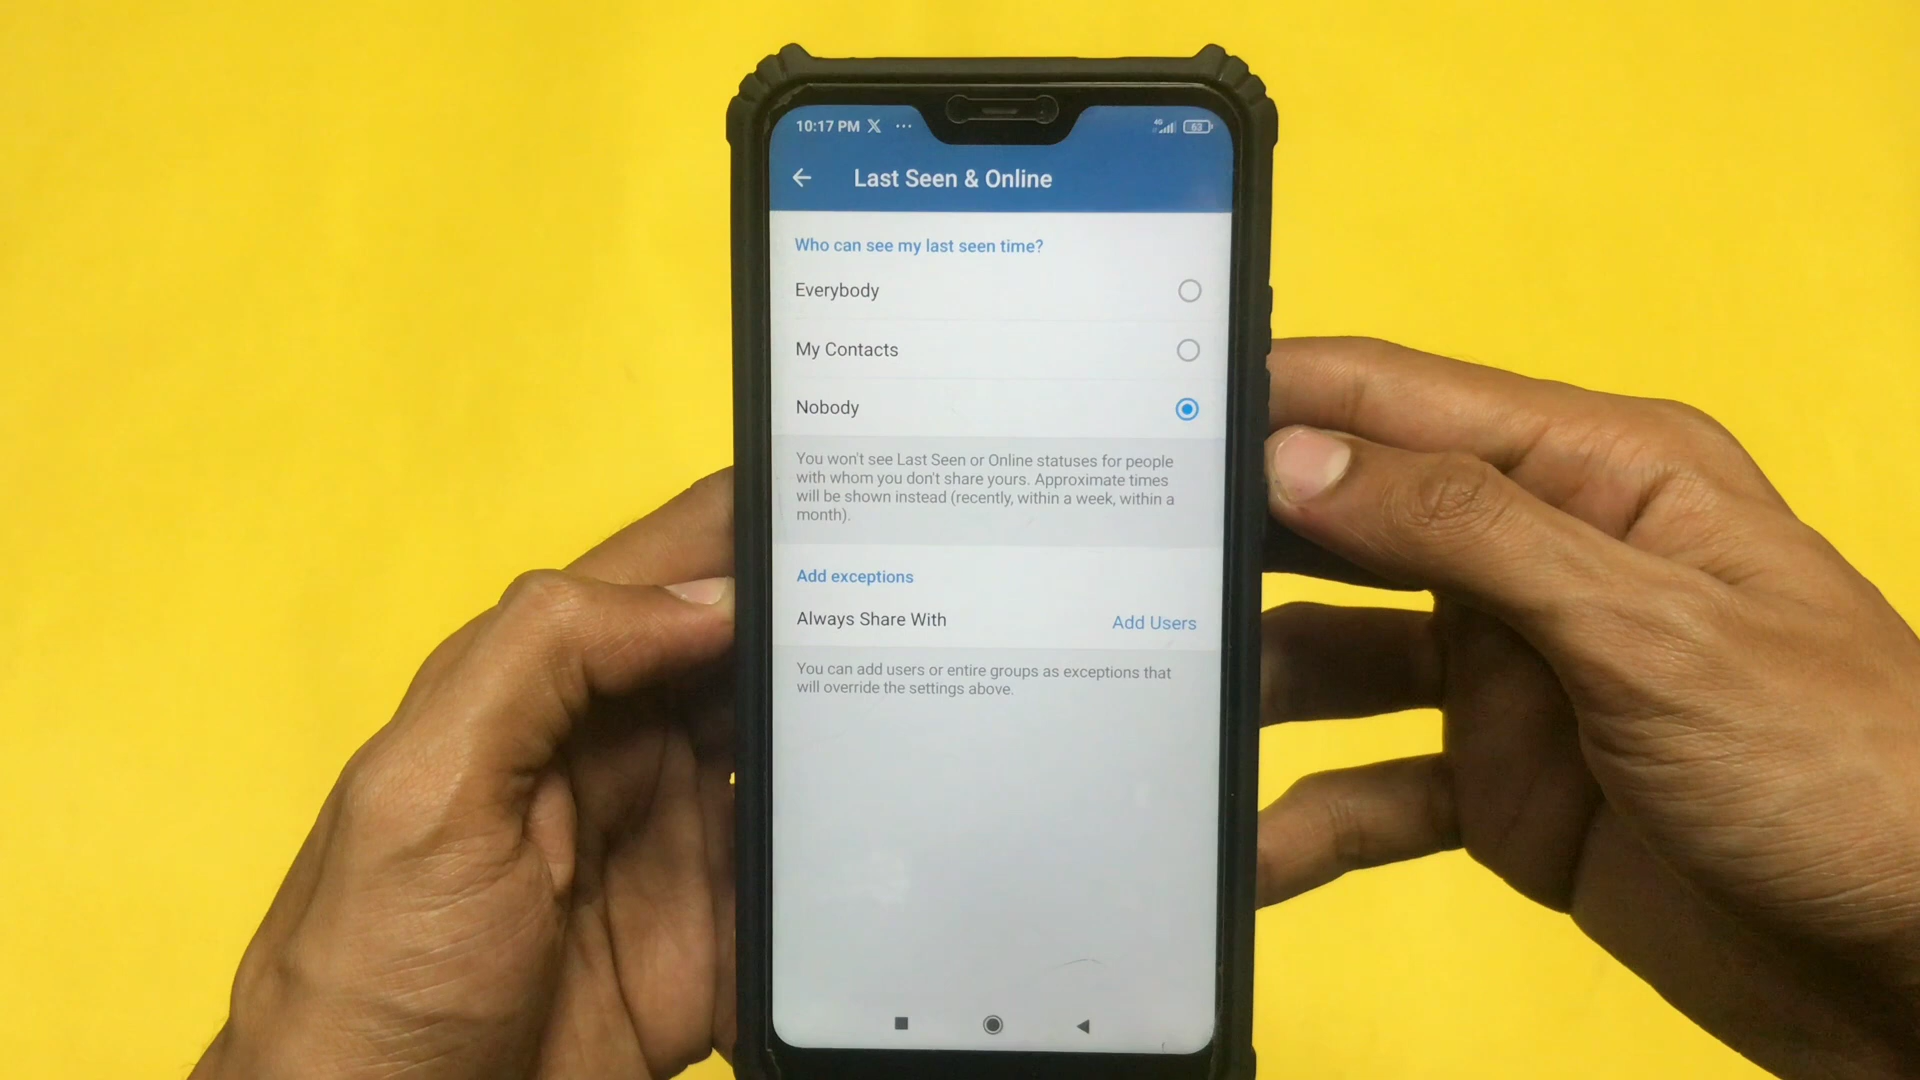 10:17 PM X ... 4G 63
Last Seen & Online
Who can see my last seen time?
Everybody
My Contacts
Nobody
You won't see Last Seen or Online statuses for people
with whom you don't share yours. Approximate times
will be shown instead (recently, within a week, within a
month).
Add exceptions
Always Share With Add Users
You can add users or entire groups as exceptions that
will override the settings above.